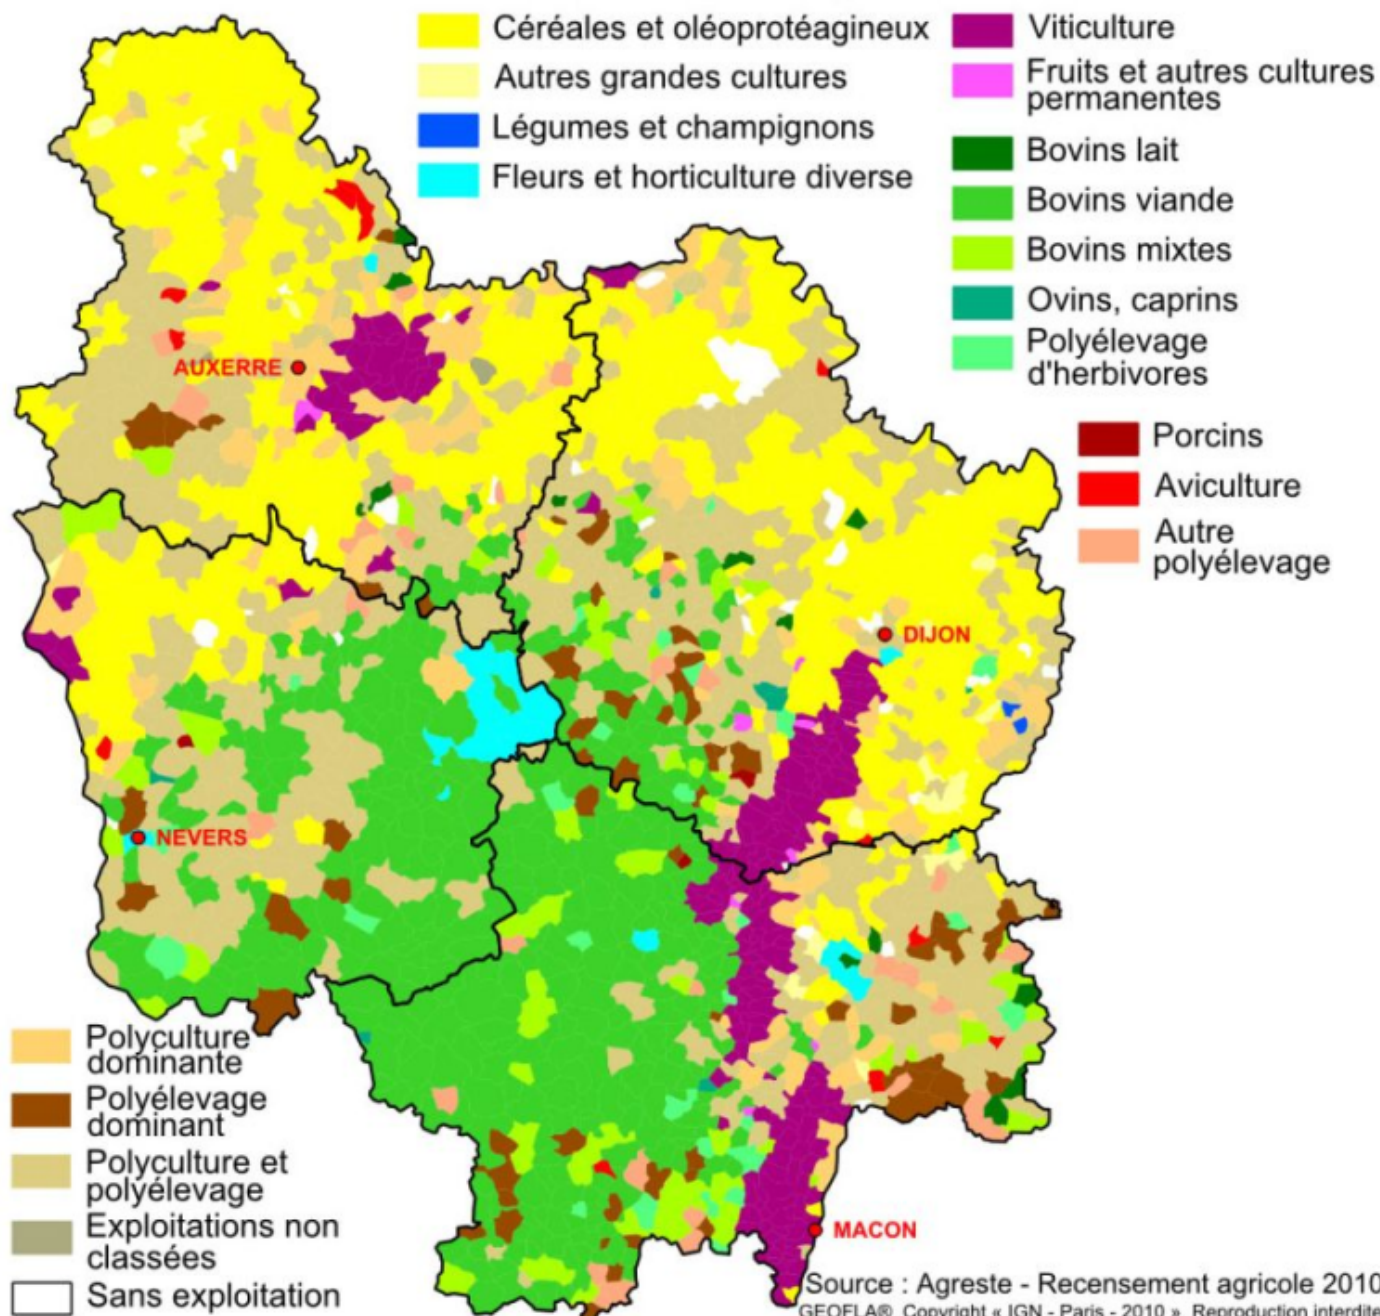 Céréales et oléoprotéagineux
Autres grandes cultures
Légumes et champignons
Fleurs et horticulture diverse
Viticulture
Fruits et autres cultures
permanentes
Bovins lait
Bovins viande
Bovins mixtes
Ovins, caprins
Polyélevage
d'herbivores
Porcins
Aviculture
Autre
polyélevage
AUXERRE
DIJON
NEVERS
MACON
Polyculture
dominante
Polyélevage
dominant
Polyculture et
polyélevage
Exploitations non
classées
Sans exploitation
Source : Agreste - Recensement agricole 2010
GEOFLA® Copyright « IGN - Paris - 2010 » Reproduction interdite